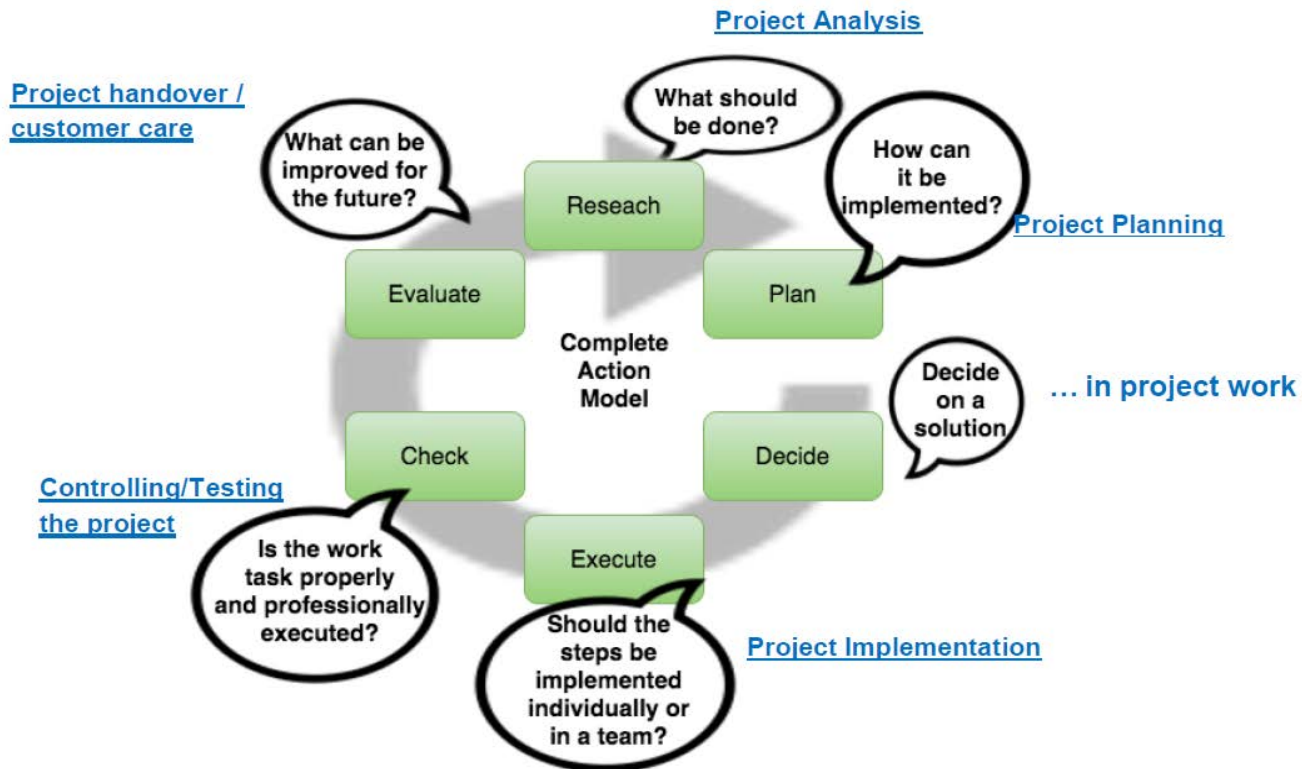 Project Analysis
Project handover /
customer care
What should
be done?
What can be
improved for
the future?
How can
it be
implemented?
Reseach
Project Planning
Evaluate
Plan
Complete
Action
Model
Decide
on a
solution
… in project work
Check
Decide
Controlling/Testing
the project
Is the work
task properly
and professionally
executed?
Execute
Should the
steps be
implemented
individually or
in a team?
Project Implementation